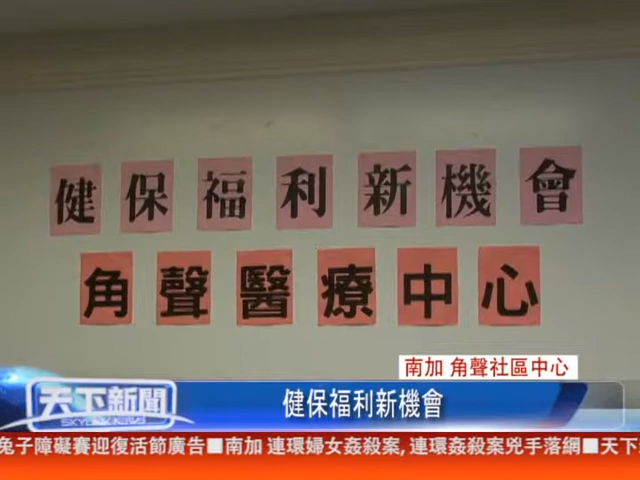 健保福利新機會
角聲醫療中心
南加 角聲社區中心
天下新聞
SKYLINK NEWS
健保福利新機會
兔子障礙賽迎復活節廣告■南加 連環婦女姦殺案,連環姦殺案兇手落網■天下